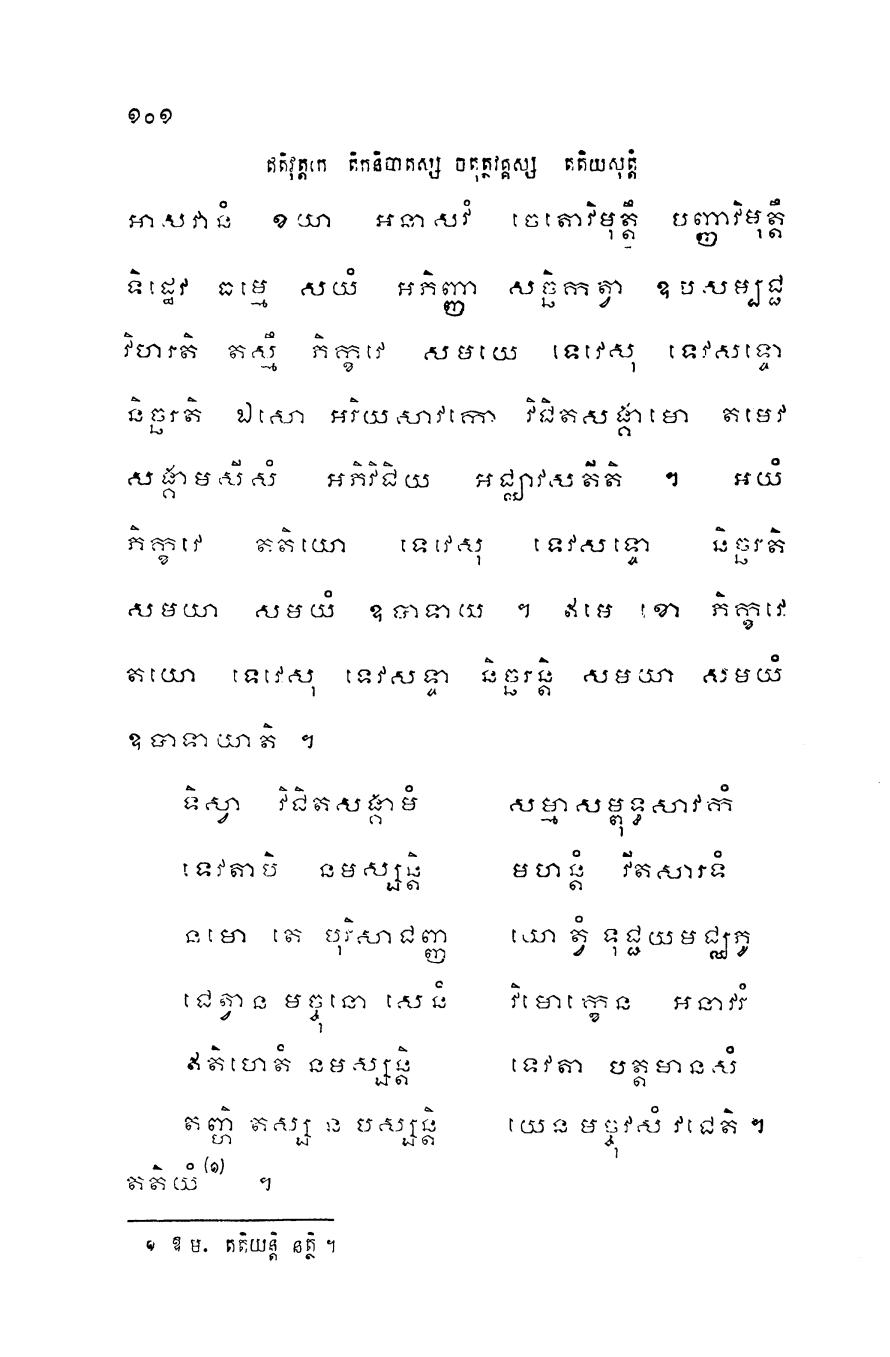 ១០១
ឥតិវុត្តកេ តិកនិបាតស្ស ចតុត្ថវគ្គស្ស តតិយសុត្តំ
អាសវានំ ខយា អនាសវំ ចេតោវិមុត្តឹ បញ្ញាវិមុត្តឹ
ទិដ្ឋេវ ធម្មេ សយំ អភិញ្ញា សច្ឆិកត្វា ឧបសម្បជ្ជ
វិហរតិ តស្មឹ ភិក្ខវេ សមយេ ទេវេសុ ទេវសទ្ទោ
និច្ឆរតិ ឯសោ អរិយសាវកោ វិជិតសង្គាមោ តមេវ
សង្គាមសីសំ អភិវិជិយ អជ្ឈាវសតីតិ ។ អយំ
ភិក្ខវេ តតិយោ ទេវេសុ ទេវសទ្ទោ និច្ឆរតិ
សមយា សមយំ ឧបាទាយ ។ ឥមេ ខោ ភិក្ខវេ
តយោ ទេវេសុ ទេវសទ្ទា និច្ឆរន្តិ សមយា សមយំ
ឧបាទាយាតិ ។
ទិស្វា វិជិតសង្គាមំ សម្មាសម្ពុទ្ធសាវកំ
ទេវតាបិ នមស្សន្តិ មហន្តំ វីតសារទំ
នមោ តេ បុរិសាជញ្ញ យោ ត្វំ ទុជ្ជយមជ្ឈភូ
ជេត្វាន មច្ចុនោ សេនំ វិមោក្ខេន អនាវរំ
ឥតិហេតំ នមស្សន្តិ ទេវតា បត្តមានសំ
តញ្ហិ តស្ស ន បស្សន្តិ យេន មច្ចុវសំ វជេតិ ។
តតិយំ (១) ។
១ ឱ ម. តតិយន្តិ នត្ថិ ។